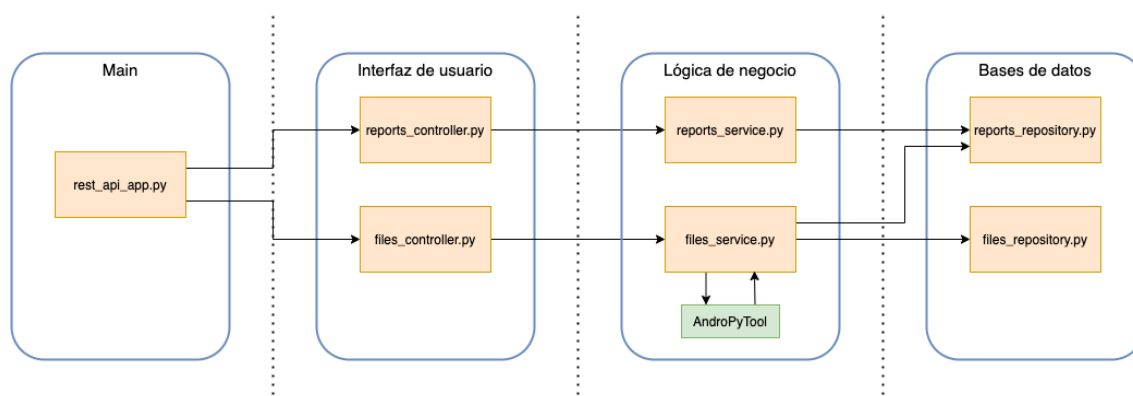 Main
Interfaz de usuario
Lógica de negocio
Bases de datos
reports_controller.py
reports_service.py
reports_repository.py
rest_api_app.py
files_controller.py
files_service.py
files_repository.py
AndroPyTool